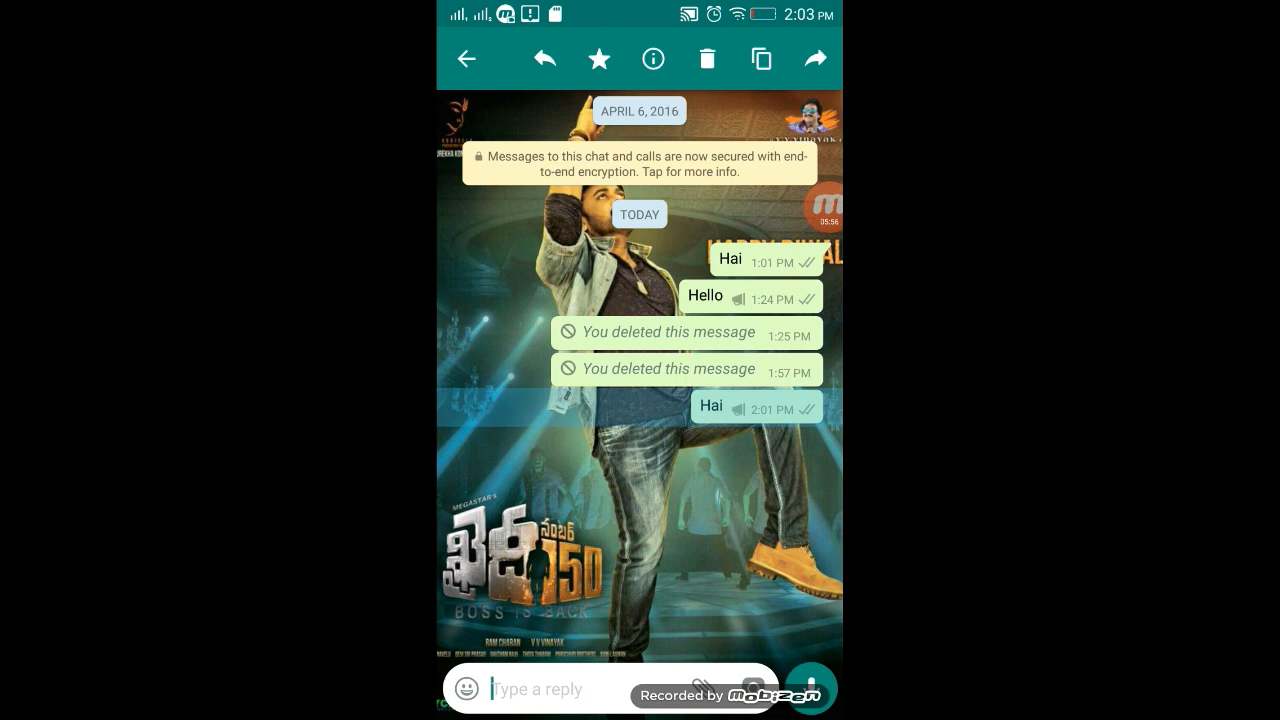 2:03 PM
APRIL 6, 2016
Messages to this chat and calls are now secured with end-
to-end encryption. Tap for more info.
TODAY
05:56
Hai 1:01 PM
Hello 1:24 PM
You deleted this message 1:25 PM
You deleted this message 1:57 PM
Hai 2:01 PM
MEGASTAR's
ఖైదీ నంబర్
150
BOSS IS BACK
RAM CHARAN V V VINAYAK
Type a reply
Recorded by mobizen